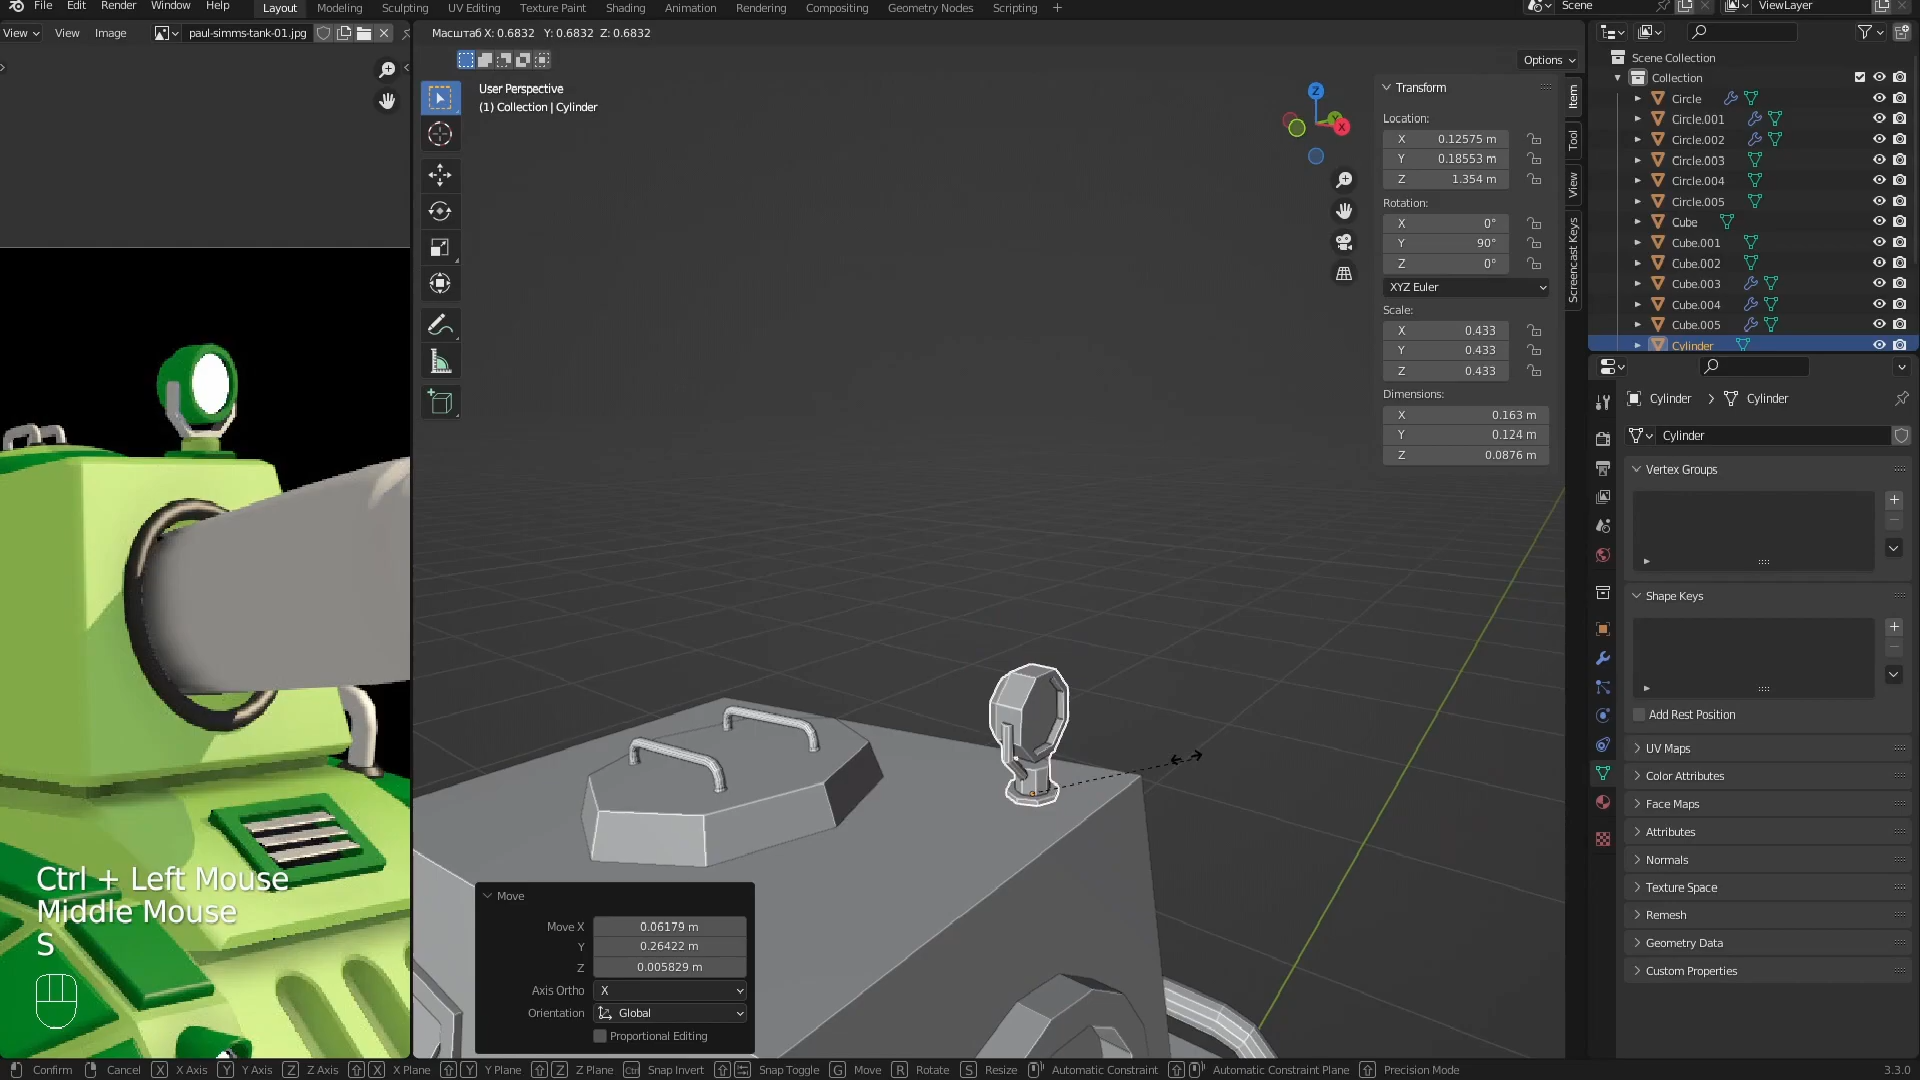 File Edit Render Window Help Layout Modeling Sculpting UV Editing Texture Paint Shading Animation Rendering Compositing Geometry Nodes Scripting + Scene ViewLayer
View View Image paul-simms-tank-01.jpg Масштаб X: 0.6832 Y: 0.6832 Z: 0.6832
Options
User Perspective
(1) Collection | Cylinder
Z
Y
X
Transform
Location:
X 0.12575 m
Y 0.18553 m
Z 1.354 m
Rotation:
X 0°
Y 90°
Z 0°
XYZ Euler
Scale:
X 0.433
Y 0.433
Z 0.433
Dimensions:
X 0.163 m
Y 0.124 m
Z 0.0876 m
Item
Tool
View
Screencast Keys
Scene Collection
Collection
Circle
Circle.001
Circle.002
Circle.003
Circle.004
Circle.005
Cube
Cube.001
Cube.002
Cube.003
Cube.004
Cube.005
Cylinder
Cylinder > Cylinder
Cylinder
Vertex Groups
Shape Keys
Add Rest Position
UV Maps
Color Attributes
Face Maps
Attributes
Normals
Texture Space
Remesh
Geometry Data
Custom Properties
Ctrl + Left Mouse
Middle Mouse
S
Move
Move X 0.06179 m
Y 0.26422 m
Z 0.005829 m
Axis Ortho X
Orientation Global
Proportional Editing
Confirm Cancel X X Axis Y Y Axis Z Z Axis X X Plane Y Y Plane Z Z Plane Ctrl Snap Invert Snap Toggle G Move R Rotate S Resize Automatic Constraint Automatic Constraint Plane Precision Mode 3.3.0